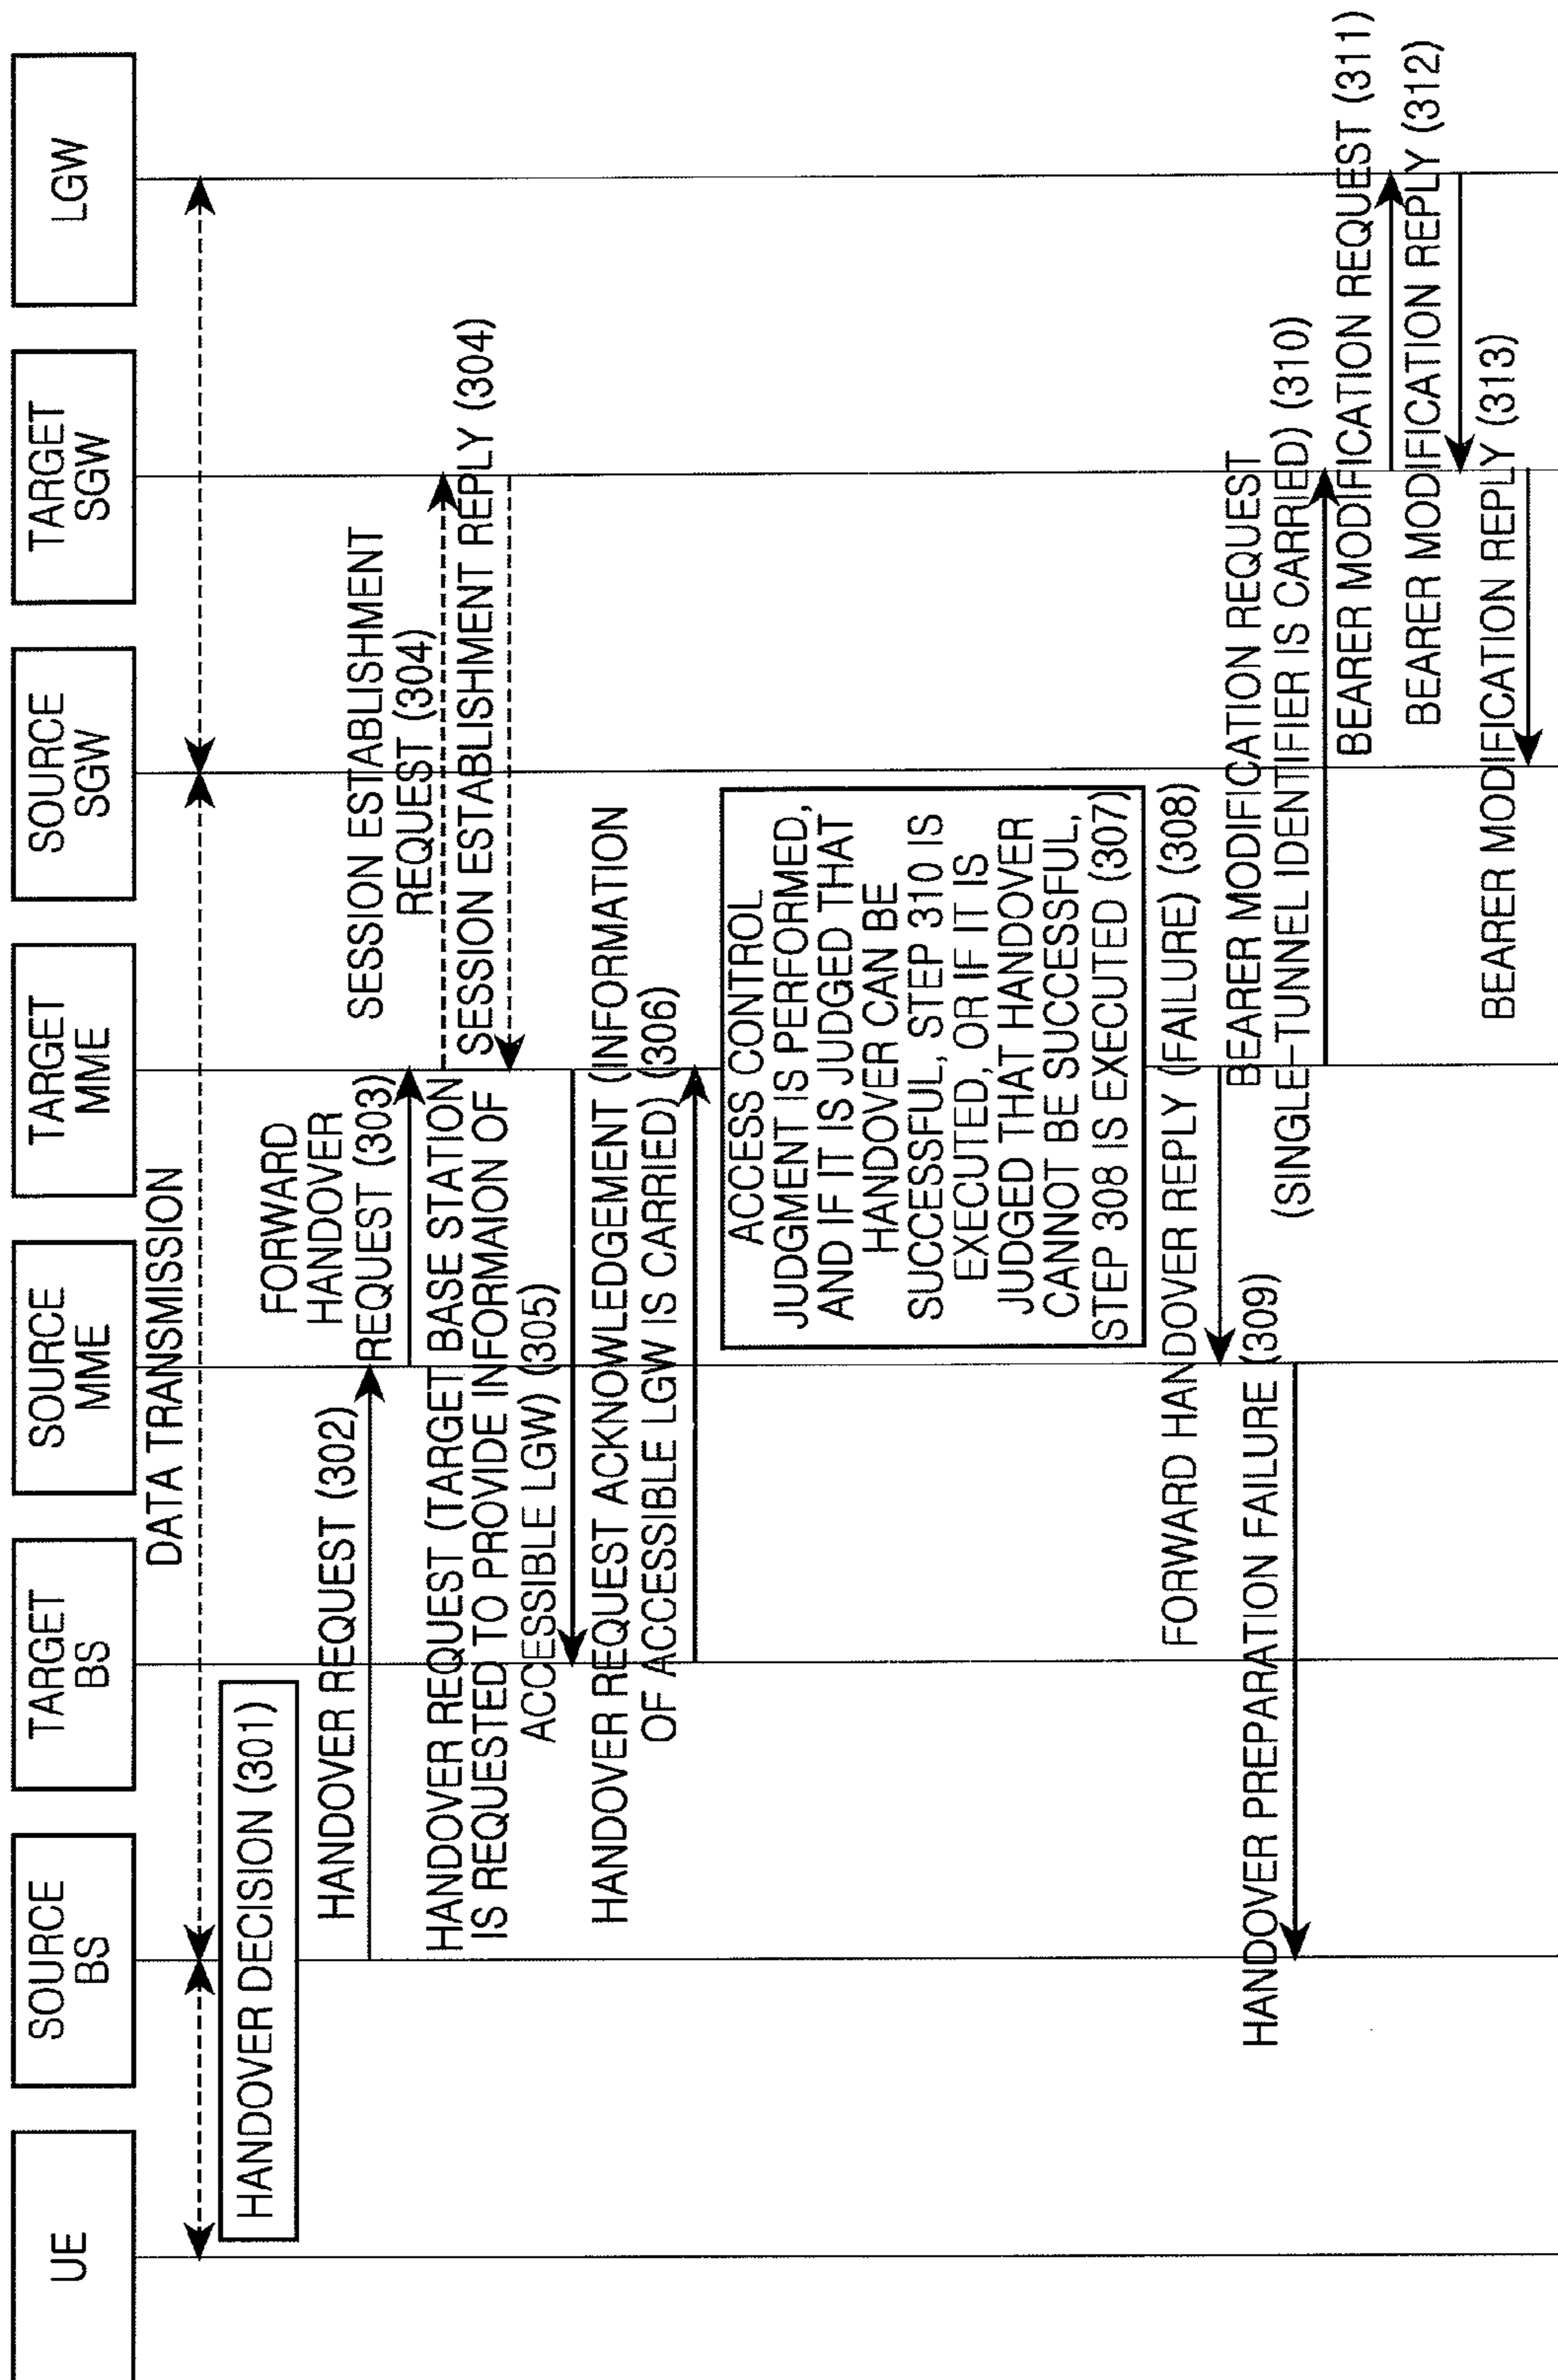 UE
SOURCE
BS
TARGET
BS
SOURCE
MME
TARGET
MME
SOURCE
SGW
TARGET
SGW
LGW
DATA TRANSMISSION
HANDOVER DECISION (301)
HANDOVER REQUEST (302)
FORWARD
HANDOVER
REQUEST (303)
SESSION ESTABLISHMENT
REQUEST (304)
SESSION ESTABLISHMENT REPLY (304)
HANDOVER REQUEST (TARGET BASE STATION
IS REQUESTED TO PROVIDE INFORMAION OF
ACCESSIBLE LGW) (305)
HANDOVER REQUEST ACKNOWLEDGEMENT (INFORMATION
OF ACCESSIBLE LGW IS CARRIED) (306)
ACCESS CONTROL
JUDGMENT IS PERFORMED,
AND IF IT IS JUDGED THAT
HANDOVER CAN BE
SUCCESSFUL, STEP 310 IS
EXECUTED, OR IF IT IS
JUDGED THAT HANDOVER
CANNOT BE SUCCESSFUL,
STEP 308 IS EXECUTED (307)
FORWARD HANDOVER REPLY (FAILURE) (308)
HANDOVER PREPARATION FAILURE (309)
BEARER MODIFICATION REQUEST
(SINGLE-TUNNEL IDENTIFIER IS CARRIED) (310)
BEARER MODIFICATION REQUEST (311)
BEARER MODIFICATION REPLY (312)
BEARER MODIFICATION REPLY (313)